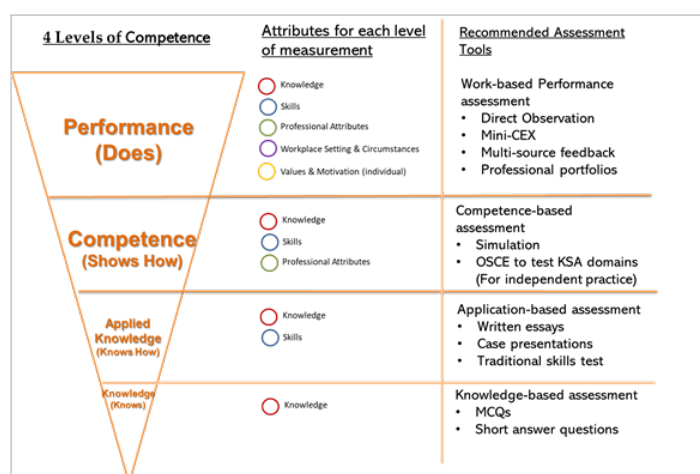 4 Levels of Competence
Attributes for each level
of measurement
Recommended Assessment
Tools
Performance
(Does)
Knowledge
Skills
Professional Attributes
Workplace Setting & Circumstances
Values & Motivation (individual)
Work-based Performance
assessment
• Direct Observation
• Mini-CEX
• Multi-source feedback
• Professional portfolios
Competence
(Shows How)
Knowledge
Skills
Professional Attributes
Competence-based
assessment
• Simulation
• OSCE to test KSA domains
(For independent practice)
Applied
Knowledge
(Knows How)
Knowledge
Skills
Application-based assessment
• Written essays
• Case presentations
• Traditional skills test
Knowledge
(Knows)
Knowledge
Knowledge-based assessment
• MCQs
• Short answer questions